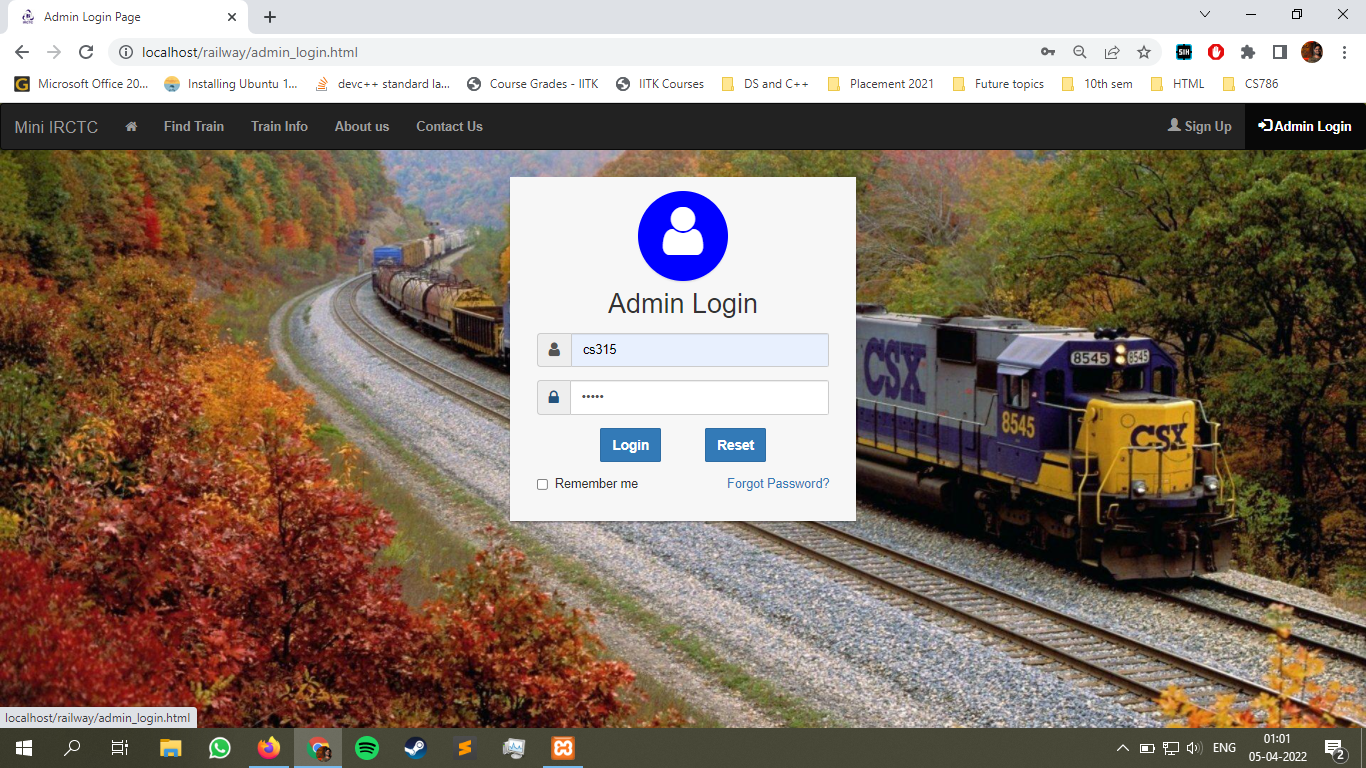 Admin Login Page
localhost/railway/admin_login.html
Microsoft Office 20... Installing Ubuntu 1... devc++ standard la... Course Grades - IITK IITK Courses DS and C++ Placement 2021 Future topics 10th sem HTML CS786
Mini IRCTC Find Train Train Info About us Contact Us Sign Up Admin Login
Admin Login
cs315
•••••
Login Reset
Remember me Forgot Password?
CSX
8545
8545
8545
CSX
localhost/railway/admin_login.html
ENG
01:01
05-04-2022
2